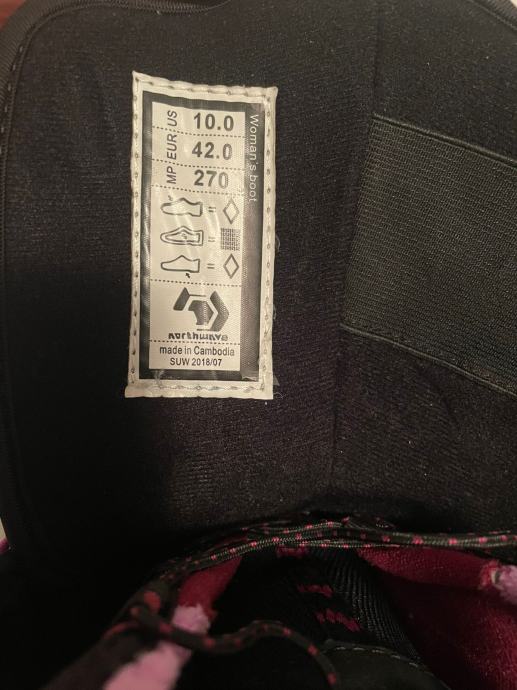 US 10.0
EUR 42.0
MP 270
Woman's boot
northwave
made in Cambodia
SUW 2018/07